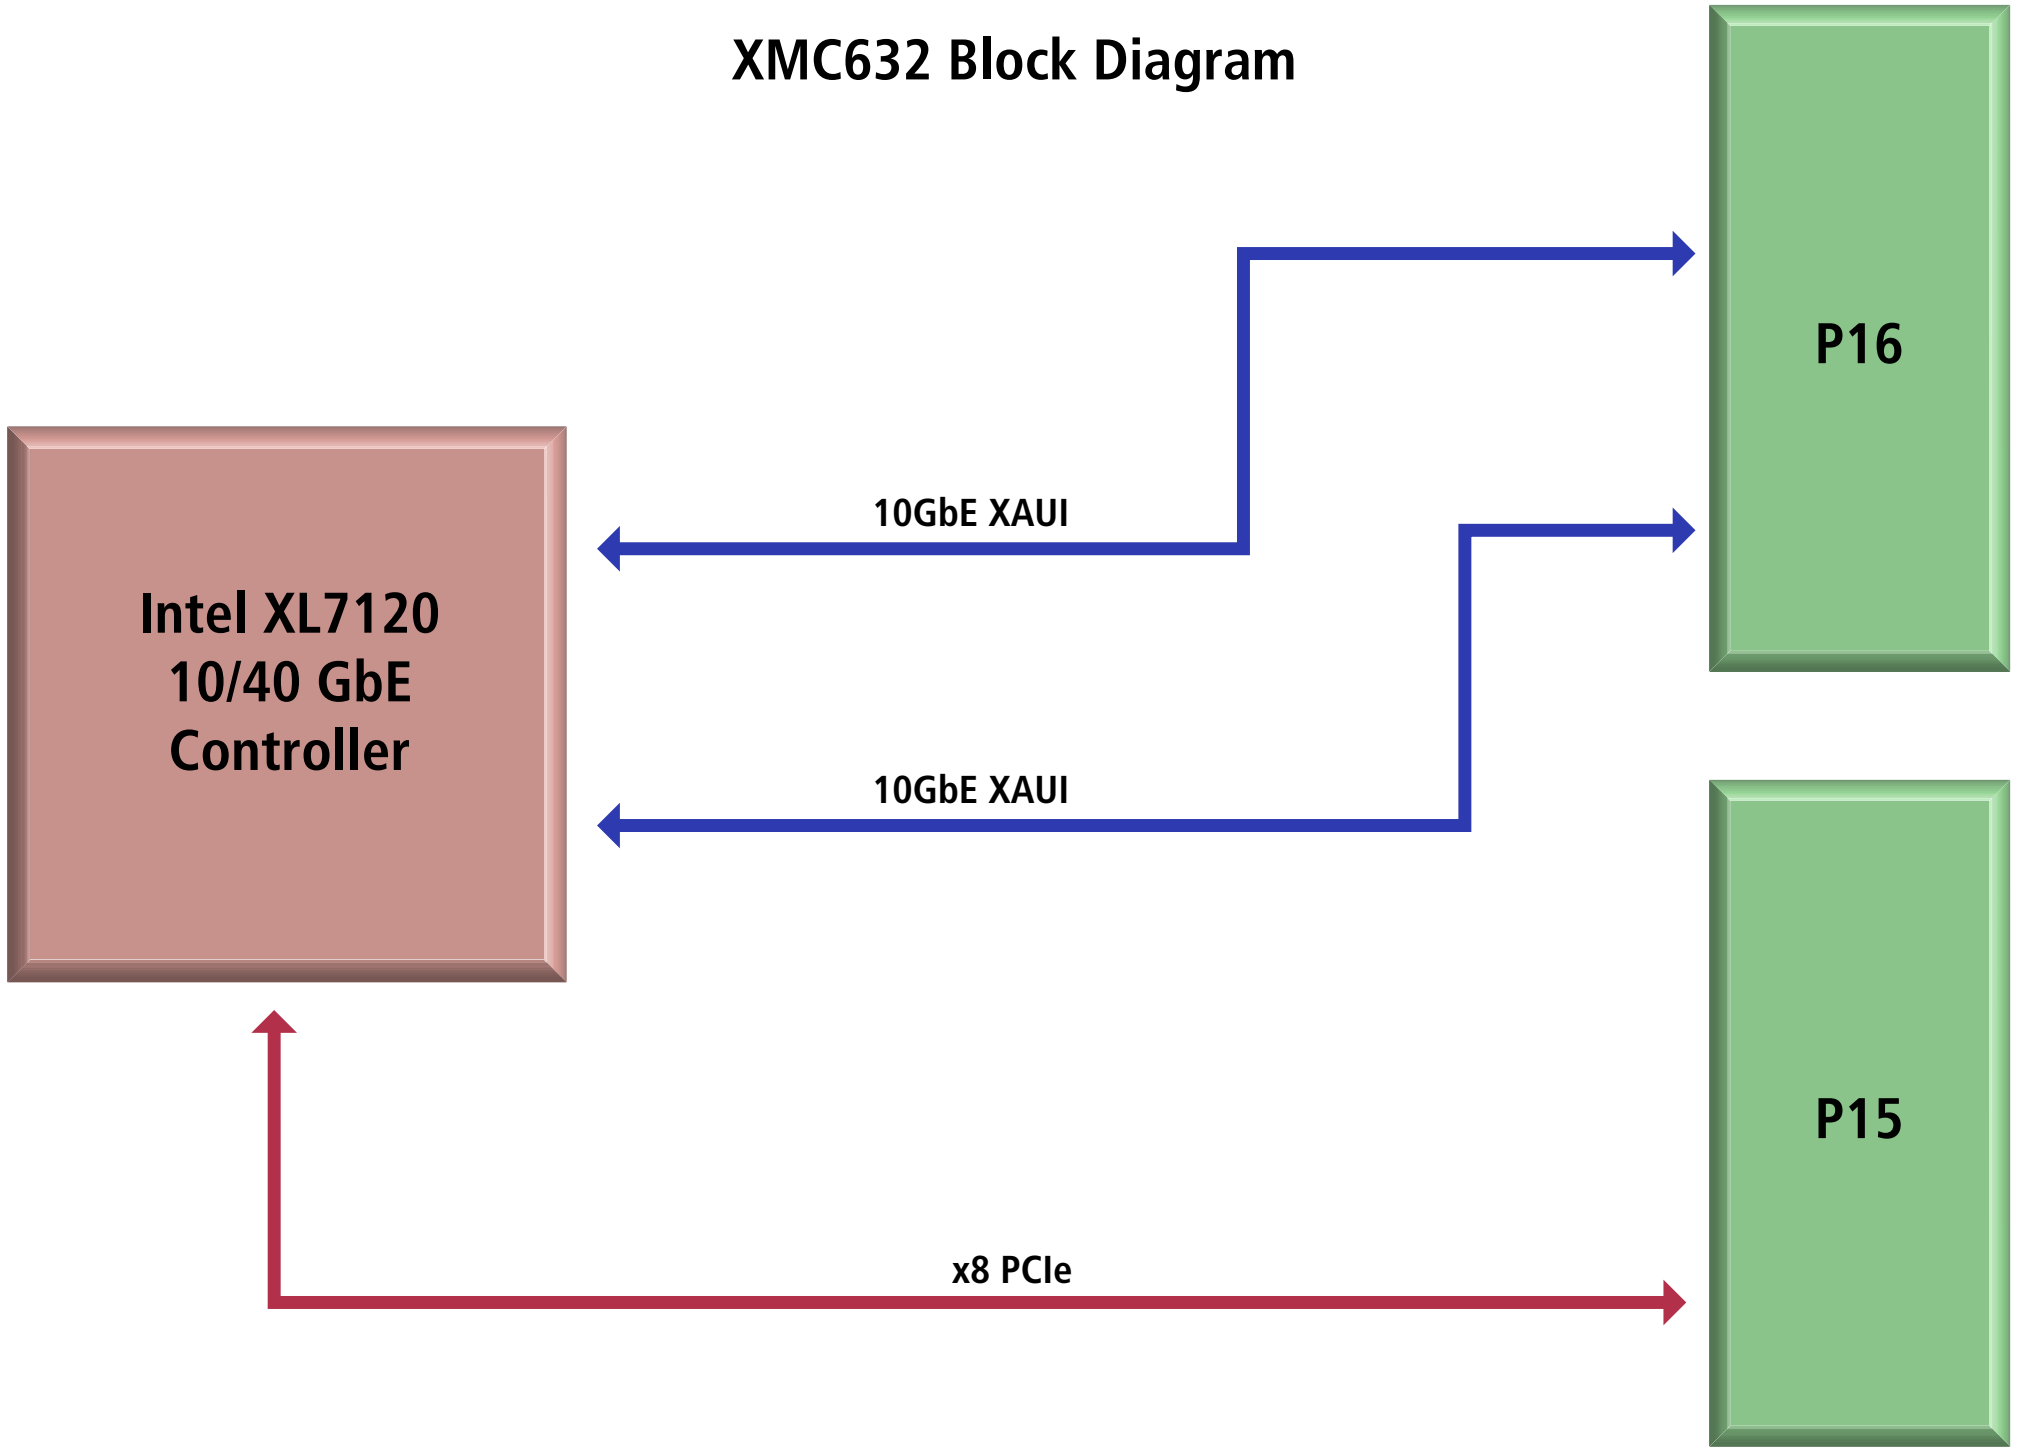 XMC632 Block Diagram
P16
10GbE XAUI
Intel XL7120
10/40 GbE
Controller
10GbE XAUI
P15
x8 PCIe